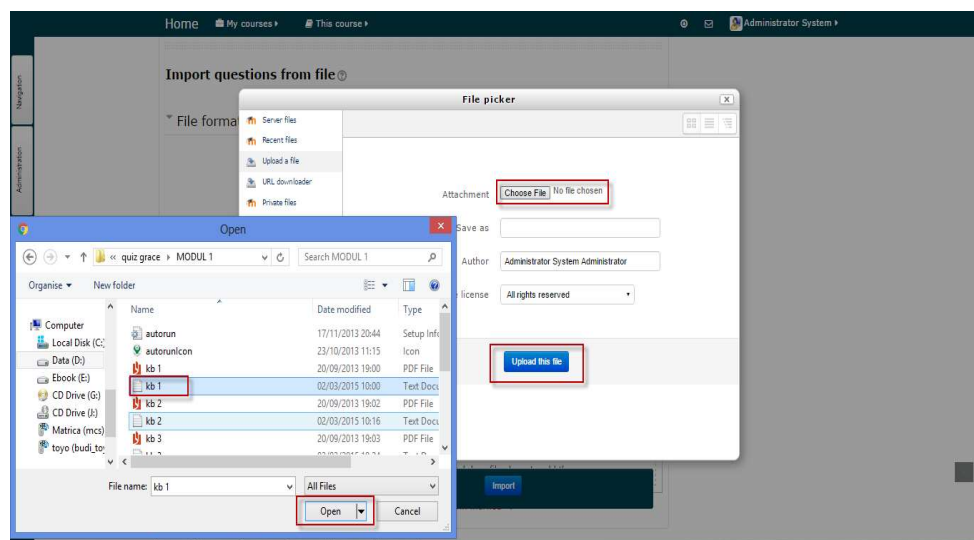 Home My courses This course Administrator System
Navigation
Administration
Import questions from file
File forma
File picker
Server files
Recent files
Upload a file
URL downloader
Private files
Attachment Choose File No file chosen
Save as
Author Administrator System Administrator
license All rights reserved
Upload this file
Import
Open
« quiz grace MODUL 1 Search MODUL 1
Organise New folder
Name Date modified Type
Computer
Local Disk (C:
Data (D:)
Ebook (E:)
CD Drive (G:)
CD Drive (J:)
Matrica (mcs)
toyo (budi_to
autorun 17/11/2013 20:44 Setup Info
autorunIcon 23/10/2013 11:15 Icon
kb 1 20/09/2013 19:00 PDF File
kb 1 02/03/2015 10:00 Text Docu
kb 2 20/09/2013 19:02 PDF File
kb 2 02/03/2015 10:16 Text Docu
kb 3 20/09/2013 19:03 PDF File
File name: kb 1 All Files
Open Cancel